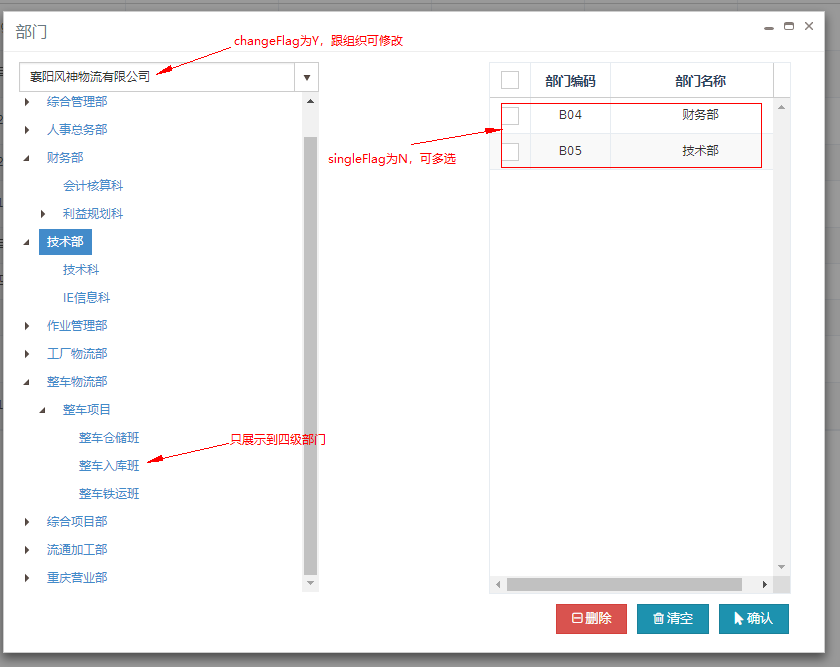 部门
changeFlag为Y，跟组织可修改
襄阳风神物流有限公司
综合管理部
人事总务部
财务部
会计核算科
利益规划科
技术部
技术科
IE信息科
作业管理部
工厂物流部
整车物流部
整车项目
整车仓储班
整车入库班
整车铁运班
综合项目部
流通加工部
重庆营业部
只展示到四级部门
singleFlag为N，可多选
部门编码 部门名称
B04 财务部
B05 技术部
删除 清空 确认